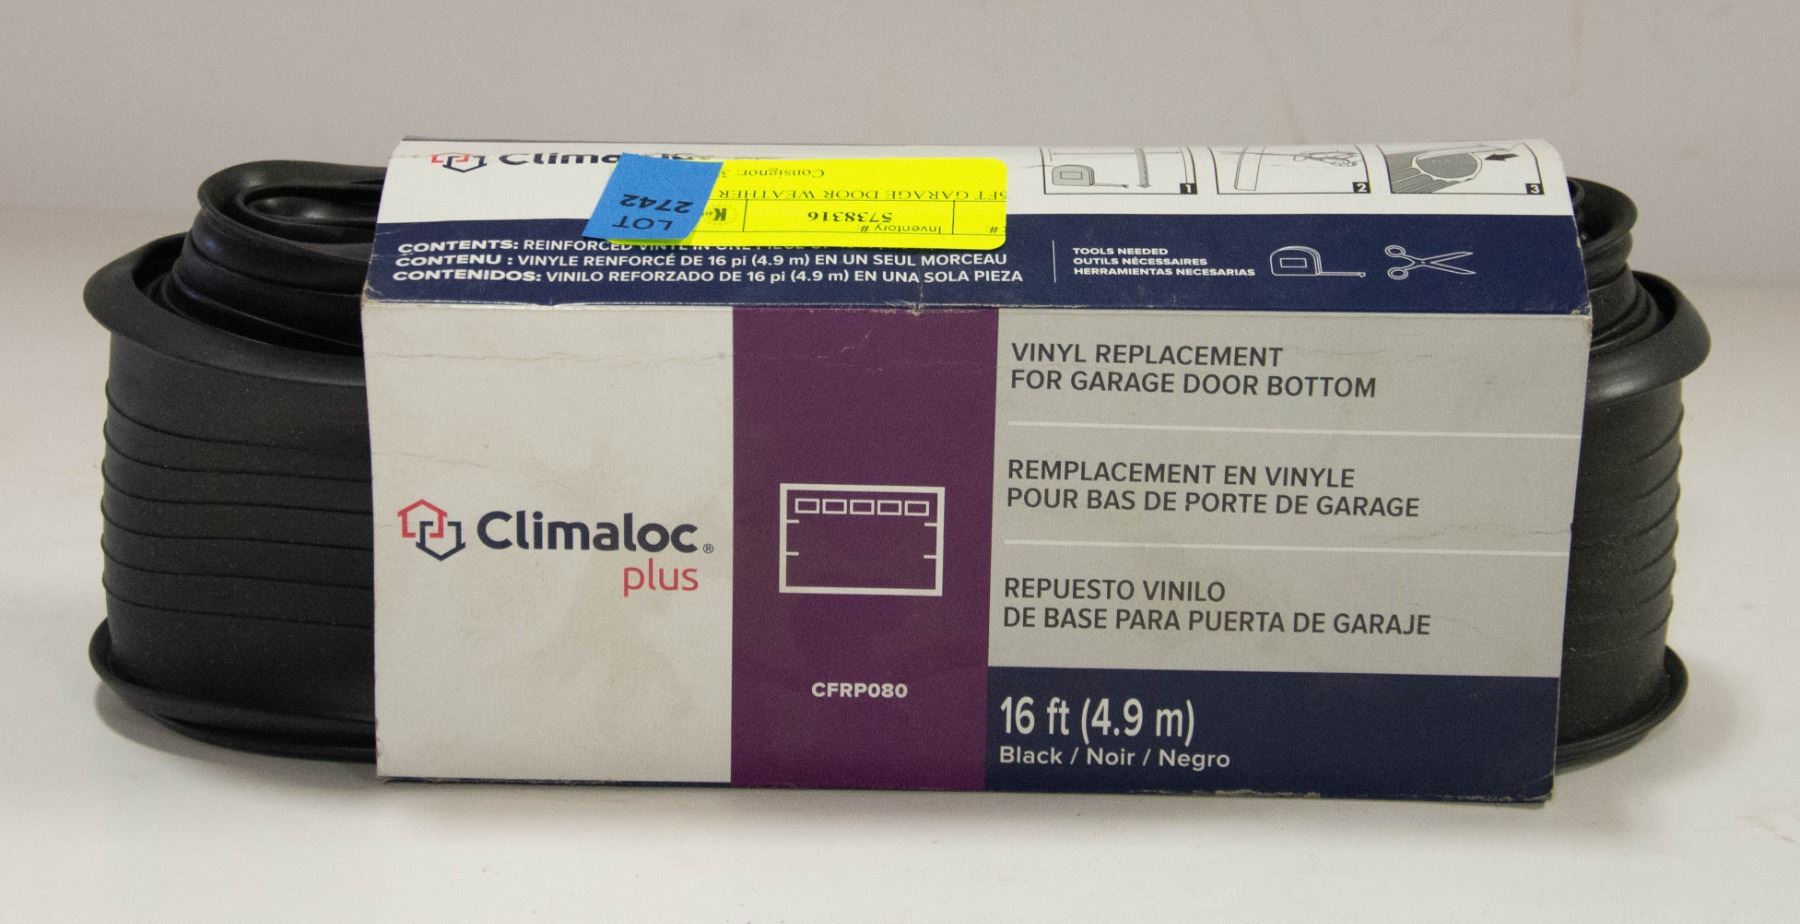 Climaloc
1
2
3
LOT
2742
Inventory #
5738316
#
6FT GARAGE DOOR WEATHER
Consignor: 3
CONTENTS: REINFORCED VINYL IN ONE PIECE OF
CONTENU : VINYLE RENFORCÉ DE 16 pi (4.9 m) EN UN SEUL MORCEAU
CONTENIDOS: VINILO REFORZADO DE 16 pi (4.9 m) EN UNA SOLA PIEZA
TOOLS NEEDED
OUTILS NÉCESSAIRES
HERRAMIENTAS NECESARIAS
Climaloc®
plus
CFRP080
VINYL REPLACEMENT
FOR GARAGE DOOR BOTTOM
REMPLACEMENT EN VINYLE
POUR BAS DE PORTE DE GARAGE
REPUESTO VINILO
DE BASE PARA PUERTA DE GARAJE
16 ft (4.9 m)
Black / Noir / Negro